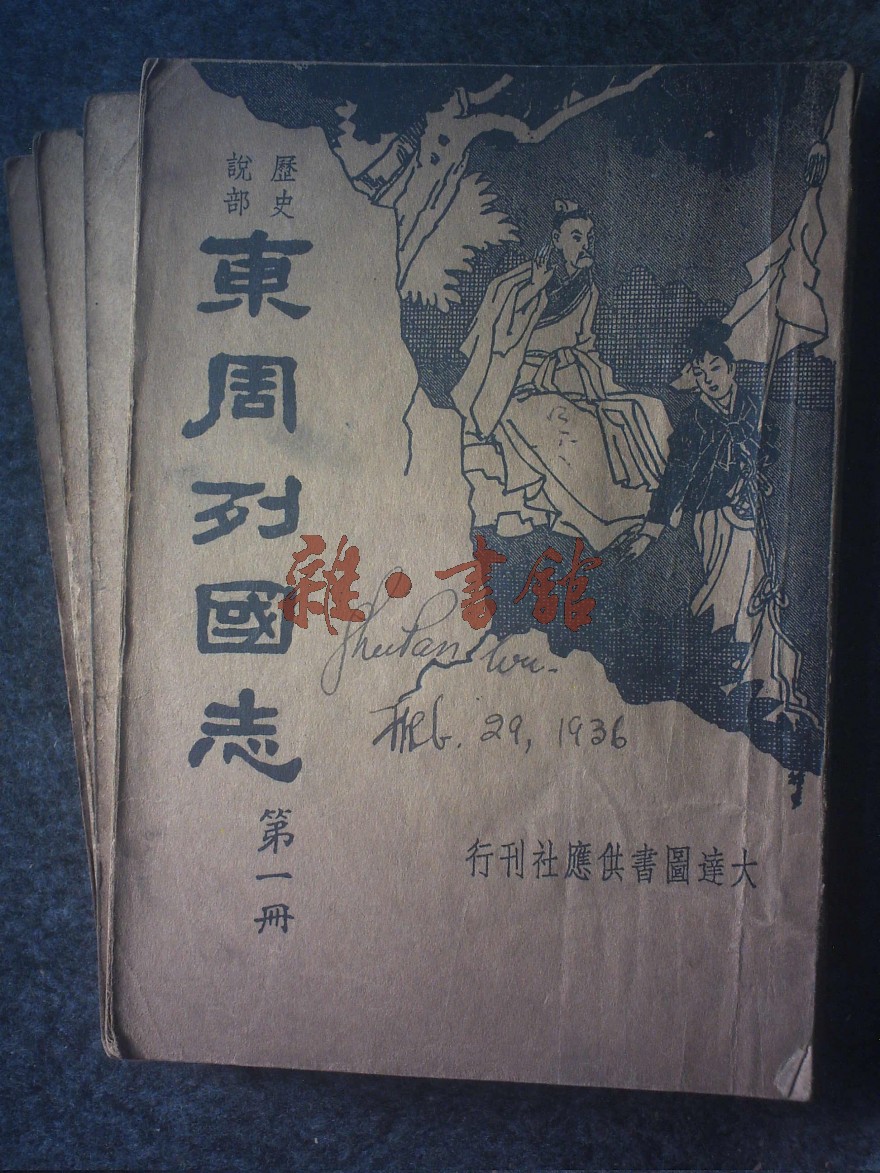 歷史
說部
東周列國志
第一冊
雜·書館
Feb. 29, 1936
大達圖書供應社刊行